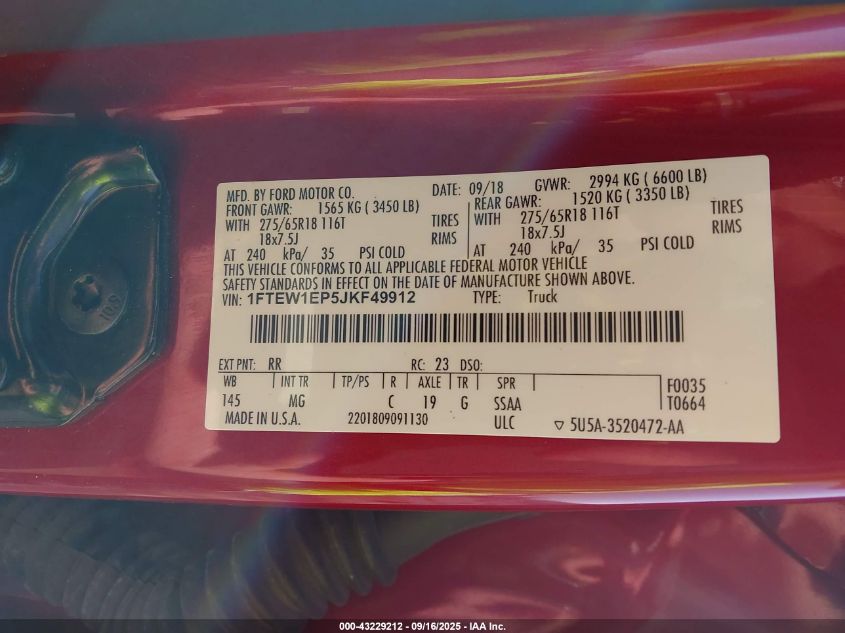 MFD. BY FORD MOTOR CO. DATE: 09/18 GVWR: 2994 KG ( 6600 LB)
FRONT GAWR: 1565 KG ( 3450 LB) REAR GAWR: 1520 KG ( 3350 LB)
WITH 275/65R18 116T TIRES WITH 275/65R18 116T TIRES
18x7.5J RIMS 18x7.5J RIMS
AT 240 kPa/ 35 PSI COLD AT 240 kPa/ 35 PSI COLD
THIS VEHICLE CONFORMS TO ALL APPLICABLE FEDERAL MOTOR VEHICLE
SAFETY STANDARDS IN EFFECT ON THE DATE OF MANUFACTURE SHOWN ABOVE.
VIN: 1FTEW1EP5JKF49912 TYPE: Truck
EXT PNT: RR RC: 23 DSO:
WB INT TR TP/PS R AXLE TR SPR F0035
145 MG C 19 G SSAA T0664
MADE IN U.S.A. 2201809091130 ULC ▽ 5U5A-3520472-AA
10.9
000-43229212 - 09/16/2025 - IAA Inc.